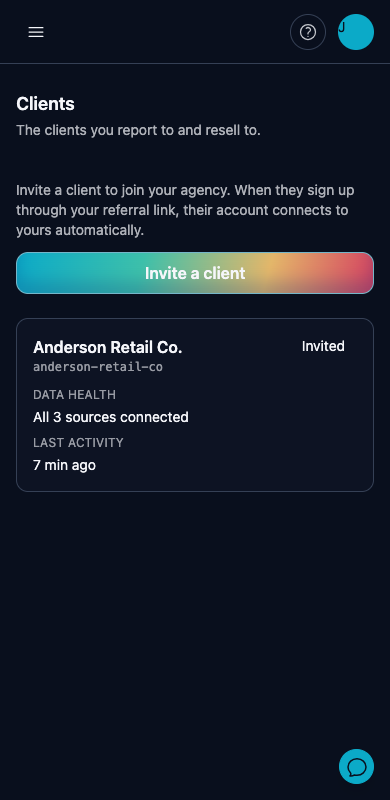 J
Clients
The clients you report to and resell to.
Invite a client to join your agency. When they sign up
through your referral link, their account connects to
yours automatically.
Invite a client
Anderson Retail Co.
Invited
anderson-retail-co
DATA HEALTH
All 3 sources connected
LAST ACTIVITY
7 min ago